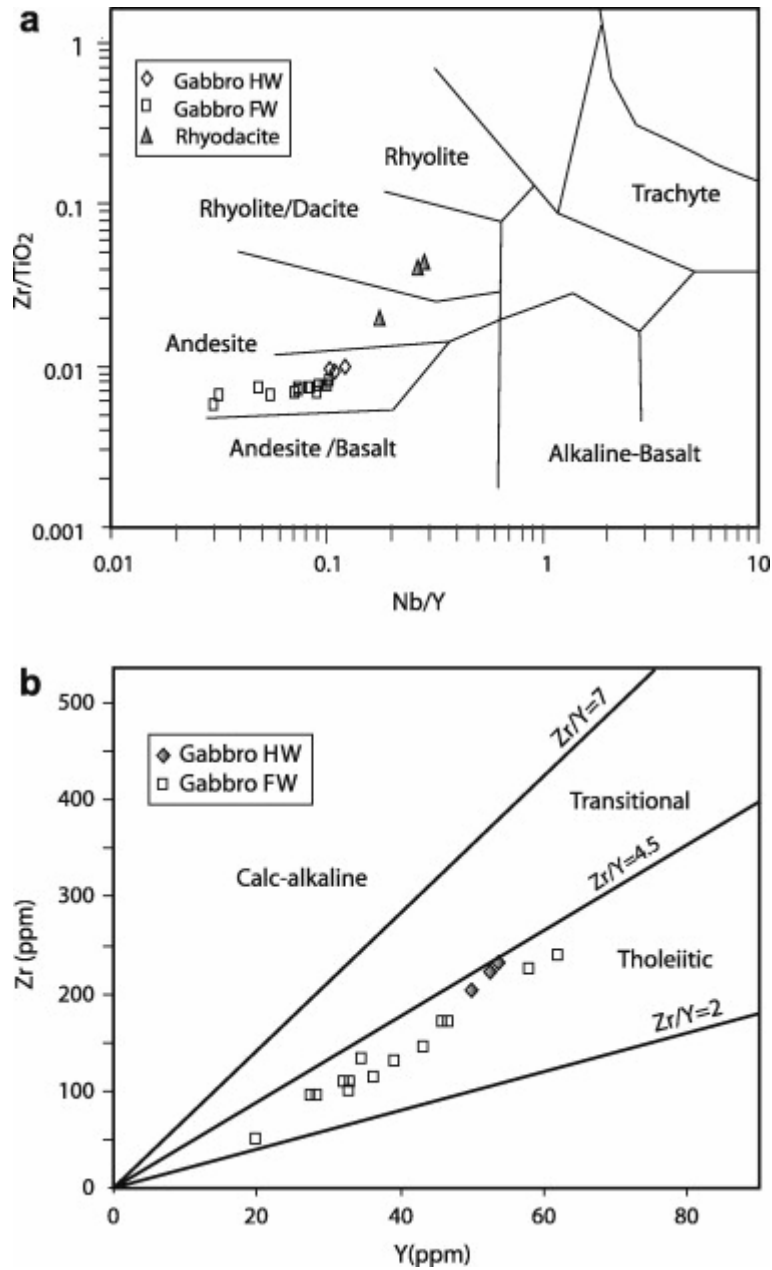 a
1
Gabbro HW
Gabbro FW
Rhyodacite
Rhyolite
Trachyte
0.1
Rhyolite/Dacite
Zr/TiO₂
Andesite
0.01
Andesite /Basalt
Alkaline-Basalt
0.001
0.01 0.1 1 10
Nb/Y
b
500
Zr/Y=7
Gabbro HW
Gabbro FW
400
Transitional
Zr/Y=4.5
Calc-alkaline
300
Zr (ppm)
Tholeiitic
200
Zr/Y=2
100
0
0 20 40 60 80
Y(ppm)